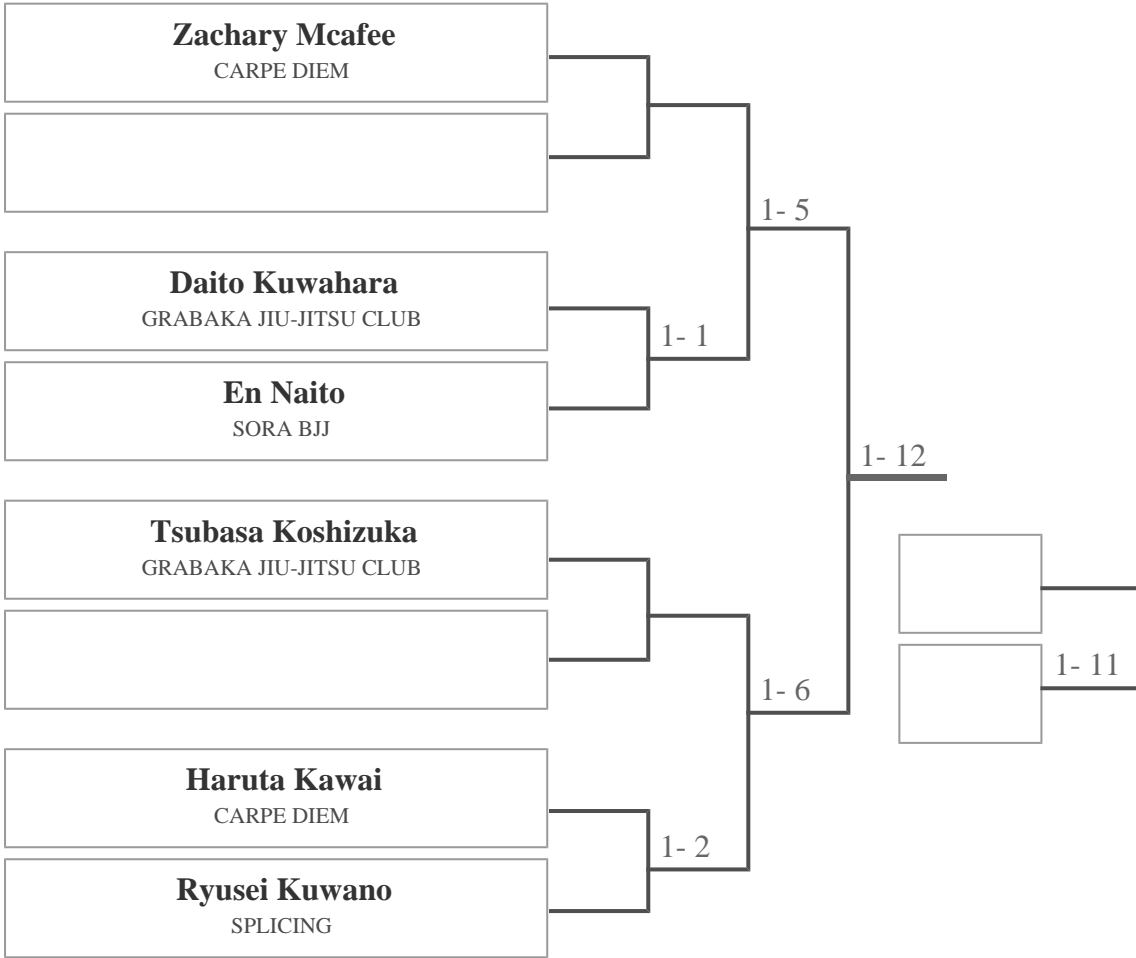 Zachary Mcafee
CARPE DIEM
1- 5
Daito Kuwahara
GRABAKA JIU-JITSU CLUB
1- 1
En Naito
SORA BJJ
1- 12
Tsubasa Koshizuka
GRABAKA JIU-JITSU CLUB
1- 11
1- 6
Haruta Kawai
CARPE DIEM
1- 2
Ryusei Kuwano
SPLICING